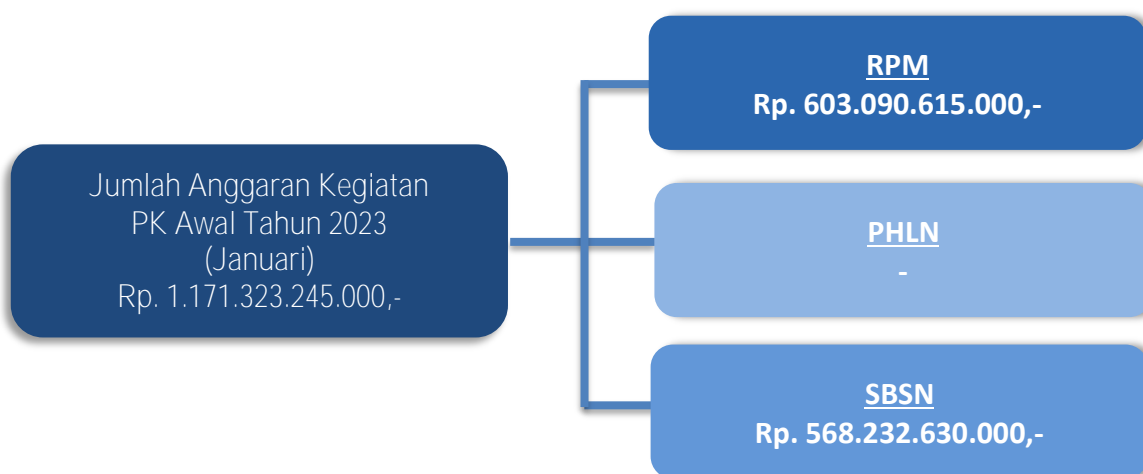 Jumlah Anggaran Kegiatan
PK Awal Tahun 2023
(Januari)
Rp. 1.171.323.245.000,-
RPM
Rp. 603.090.615.000,-
PHLN
-
SBSN
Rp. 568.232.630.000,-